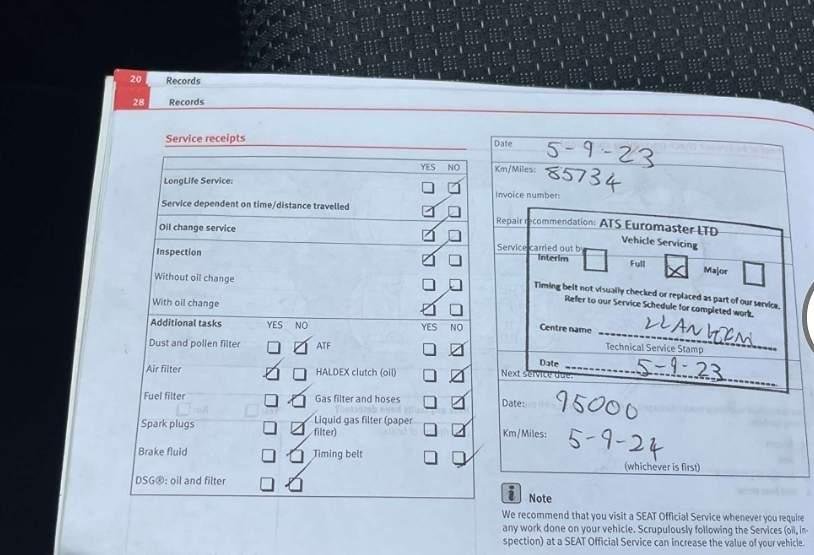 20 Records
28 Records
Service receipts
YES NO
LongLife Service:
Service dependent on time/distance travelled
Oil change service
Inspection
Without oil change
With oil change
Additional tasks YES NO YES NO
Dust and pollen filter ATF
Air filter HALDEX clutch (oil)
Fuel filter Gas filter and hoses
Spark plugs Liquid gas filter (paper
filter)
Brake fluid Timing belt
DSG®: oil and filter
Date 5-9-23
Km/Miles: 85734
Invoice number:
Repair recommendation: ATS Euromaster LTD
Vehicle Servicing
Service carried out by
Interim Full Major
Timing belt not visually checked or replaced as part of our service.
Refer to our Service Schedule for completed work.
Centre name
Technical Service Stamp
Date 5-9-23
Next service due:
Date: 95000
Km/Miles: 5-9-24
(whichever is first)
i Note
We recommend that you visit a SEAT Official Service whenever you require
any work done on your vehicle. Scrupulously following the Services (oil, in-
spection) at a SEAT Official Service can increase the value of your vehicle.